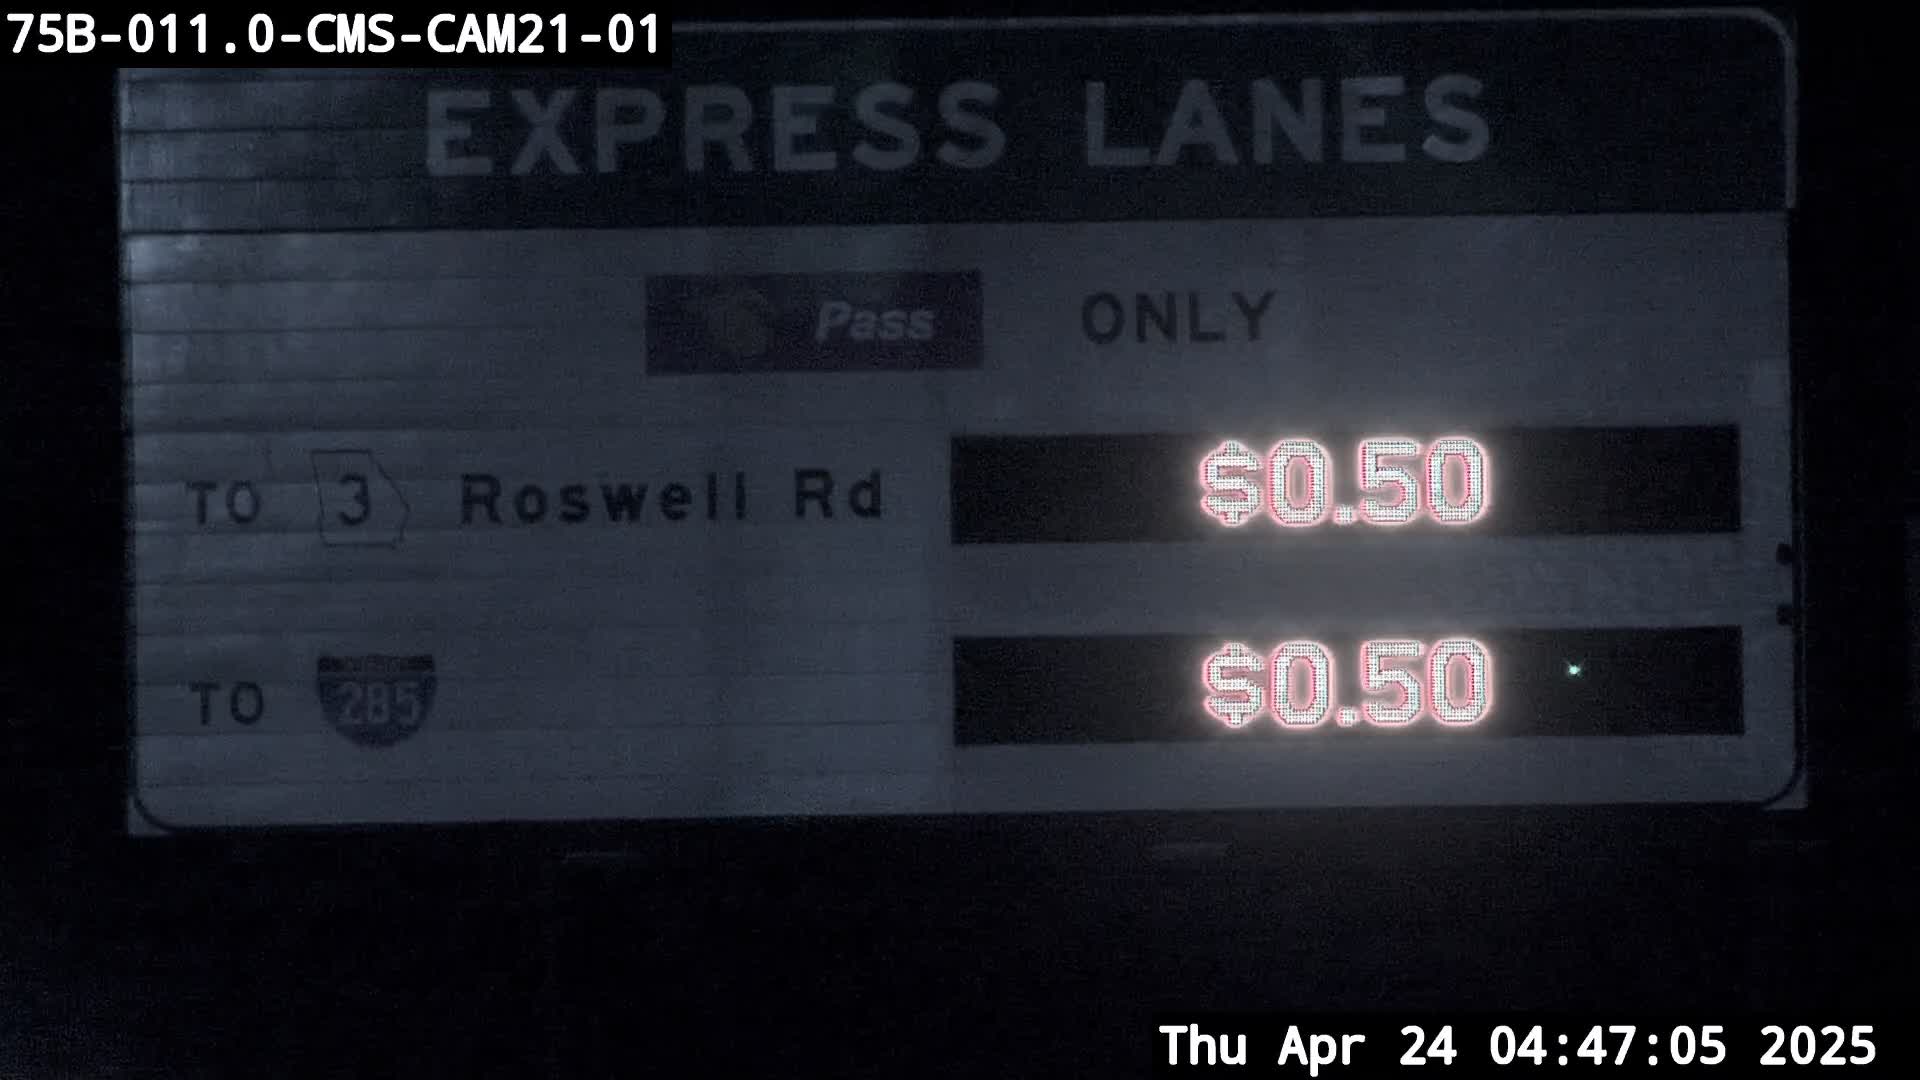 75B-011.0-CMS-CAM21-01
EXPRESS LANES
Pass ONLY
TO 3 Roswell Rd $0.50
TO 285 $0.50
Thu Apr 24 04:47:05 2025